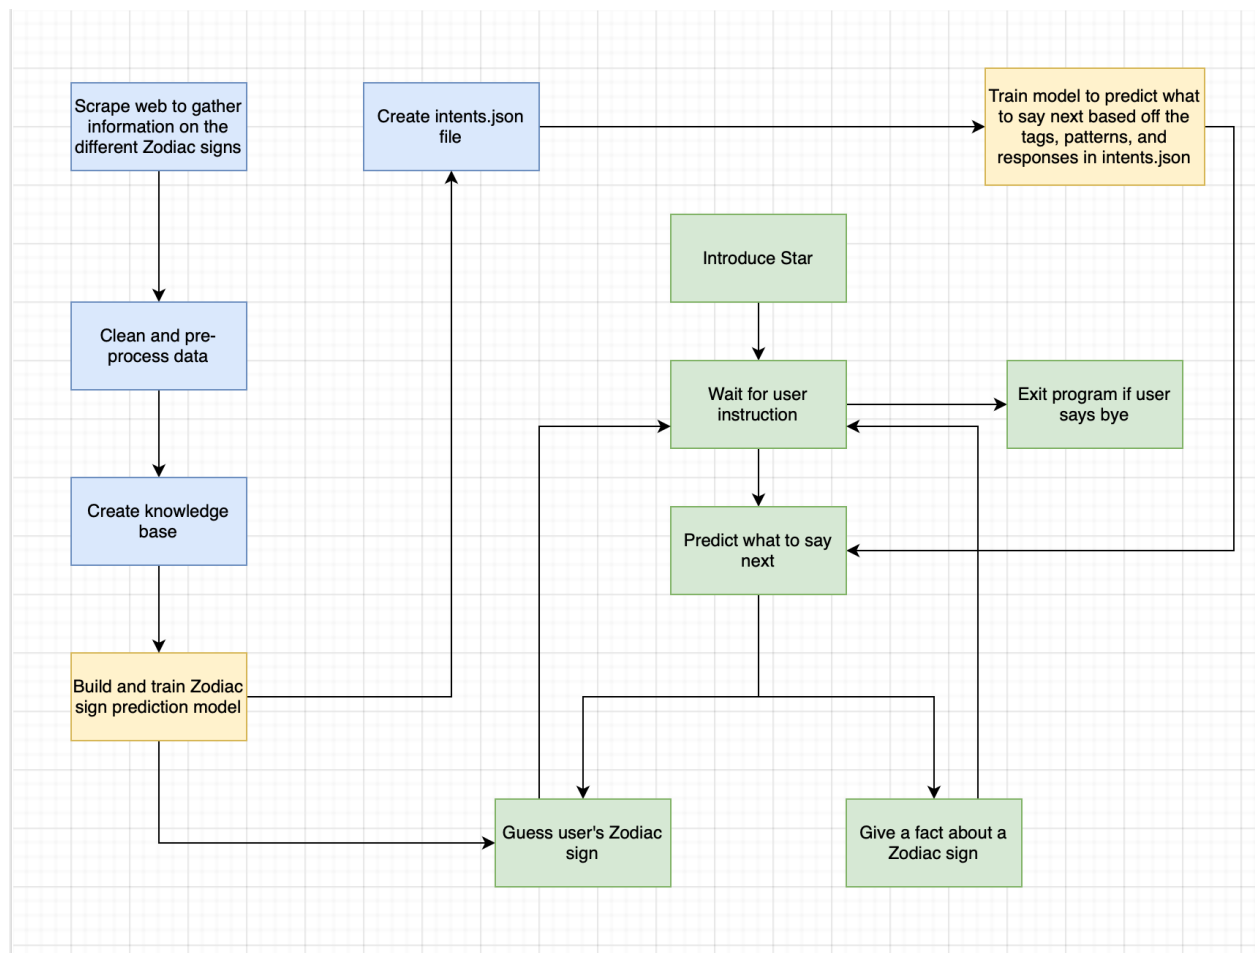 Scrape web to gather
information on the
different Zodiac signs
Create intents.json
file
Train model to predict what
to say next based off the
tags, patterns, and
responses in intents.json
Introduce Star
Clean and pre-
process data
Wait for user
instruction
Exit program if user
says bye
Create knowledge
base
Predict what to say
next
Build and train Zodiac
sign prediction model
Guess user's Zodiac
sign
Give a fact about a
Zodiac sign